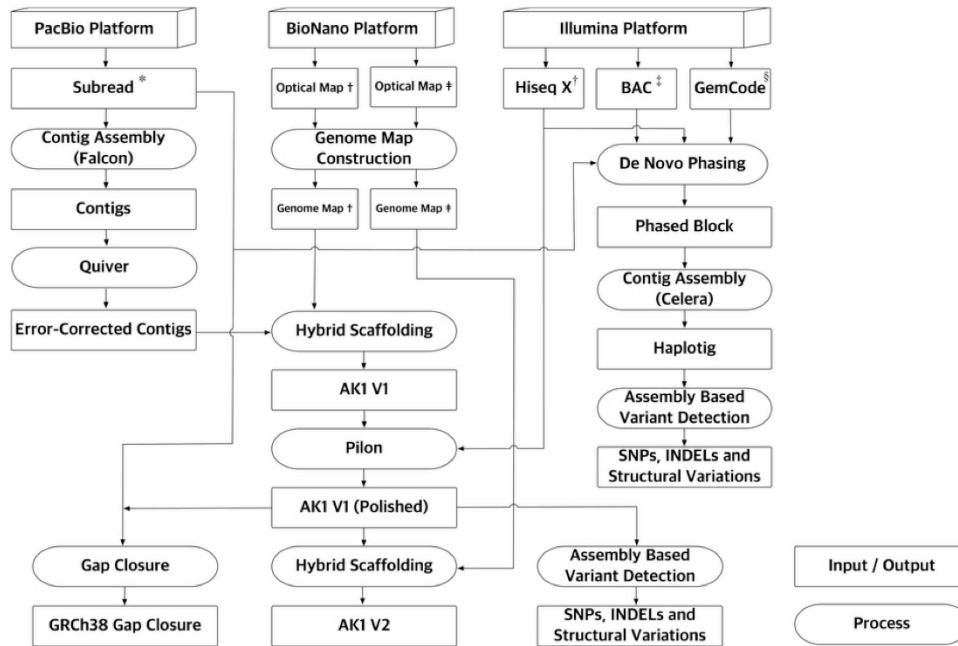 PacBio Platform
BioNano Platform
Illumina Platform
Subread *
Optical Map †
Optical Map ‡
Hiseq X †
BAC ‡
GemCode §
Contig Assembly
(Falcon)
Genome Map
Construction
De Novo Phasing
Contigs
Genome Map †
Genome Map ‡
Phased Block
Quiver
Contig Assembly
(Celera)
Error-Corrected Contigs
Hybrid Scaffolding
Haplotig
AK1 V1
Assembly Based
Variant Detection
Pilon
SNPs, INDELs and
Structural Variations
AK1 V1 (Polished)
Gap Closure
Hybrid Scaffolding
Assembly Based
Variant Detection
Input / Output
GRCh38 Gap Closure
AK1 V2
SNPs, INDELs and
Structural Variations
Process